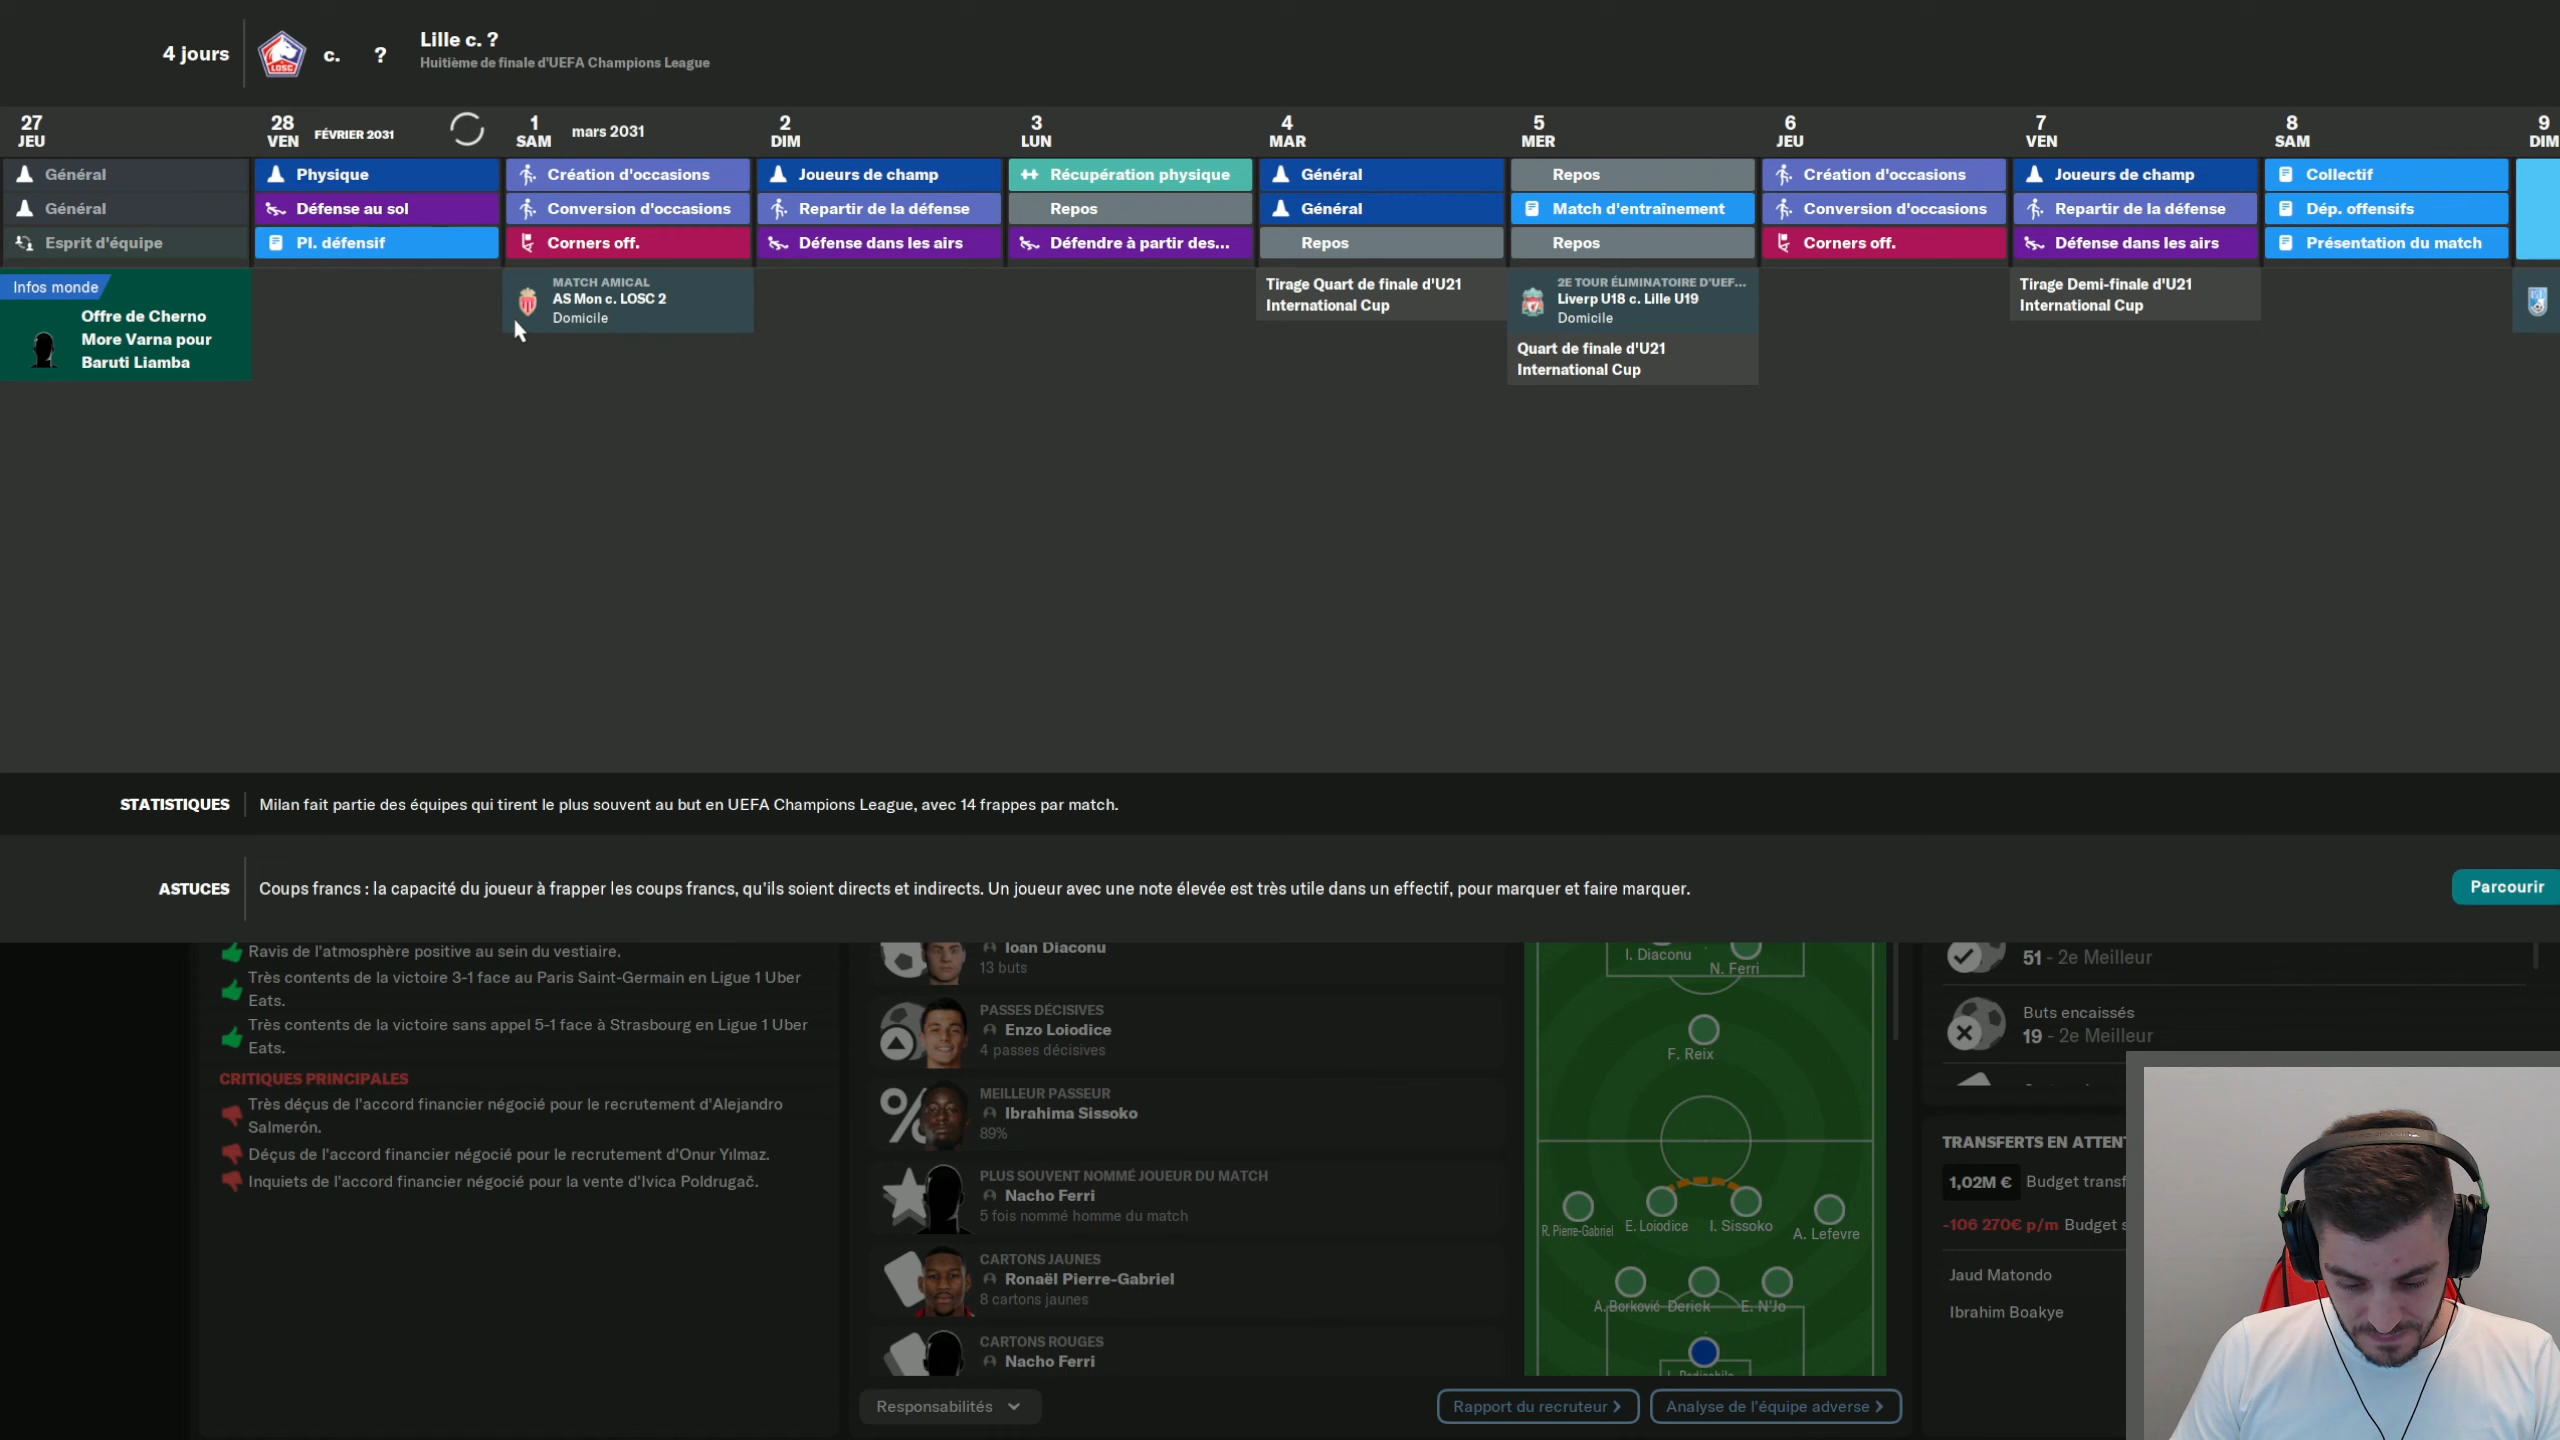 4 jours
c.
?
Lille c. ?
Huitième de finale d'UEFA Champions League
27
JEU
28
VEN
FÉVRIER 2031
1
SAM
mars 2031
2
DIM
3
LUN
4
MAR
5
MER
6
JEU
7
VEN
8
SAM
9
DIM
Général
Général
Esprit d'équipe
Physique
Défense au sol
Pl. défensif
Création d'occasions
Conversion d'occasions
Corners off.
Joueurs de champ
Repartir de la défense
Défense dans les airs
Récupération physique
Repos
Défendre à partir des...
Général
Général
Repos
Repos
Match d'entraînement
Repos
Création d'occasions
Conversion d'occasions
Corners off.
Joueurs de champ
Repartir de la défense
Défense dans les airs
Collectif
Dép. offensifs
Présentation du match
Infos monde
Offre de Cherno
More Varna pour
Baruti Liamba
MATCH AMICAL
AS Mon c. LOSC 2
Domicile
Tirage Quart de finale d'U21
International Cup
2E TOUR ÉLIMINATOIRE D'UEF...
Liverp U18 c. Lille U19
Domicile
Quart de finale d'U21
International Cup
Tirage Demi-finale d'U21
International Cup
STATISTIQUES
Milan fait partie des équipes qui tirent le plus souvent au but en UEFA Champions League, avec 14 frappes par match.
ASTUCES
Coups francs : la capacité du joueur à frapper les coups francs, qu'ils soient directs et indirects. Un joueur avec une note élevée est très utile dans un effectif, pour marquer et faire marquer.
Parcourir
Ravis de l'atmosphère positive au sein du vestiaire.
Très contents de la victoire 3-1 face au Paris Saint-Germain en Ligue 1 Uber
Eats.
Très contents de la victoire sans appel 5-1 face à Strasbourg en Ligue 1 Uber
Eats.
CRITIQUES PRINCIPALES
Très déçus de l'accord financier négocié pour le recrutement d'Alejandro
Salmerón.
Déçus de l'accord financier négocié pour le recrutement d'Onur Yılmaz.
Inquiets de l'accord financier négocié pour la vente d'Ivica Poldrugač.
Ioan Diaconu
13 buts
PASSES DÉCISIVES
Enzo Loiodice
4 passes décisives
MEILLEUR PASSEUR
Ibrahima Sissoko
89%
PLUS SOUVENT NOMMÉ JOUEUR DU MATCH
Nacho Ferri
5 fois nommé homme du match
CARTONS JAUNES
Ronaël Pierre-Gabriel
8 cartons jaunes
CARTONS ROUGES
Nacho Ferri
Responsabilités
I. Diaconu
N. Ferri
F. Reix
R. Pierre-Gabriel
E. Loiodice
I. Sissoko
A. Lefevre
A. Borković
Derick
E. N'Jo
Rapport du recruteur
Analyse de l'équipe adverse
51 - 2e Meilleur
Buts encaissés
19 - 2e Meilleur
TRANSFERTS EN ATTENT
1,02M €
Budget transf
-106 270€ p/m
Budget s
Jaud Matondo
Ibrahim Boakye